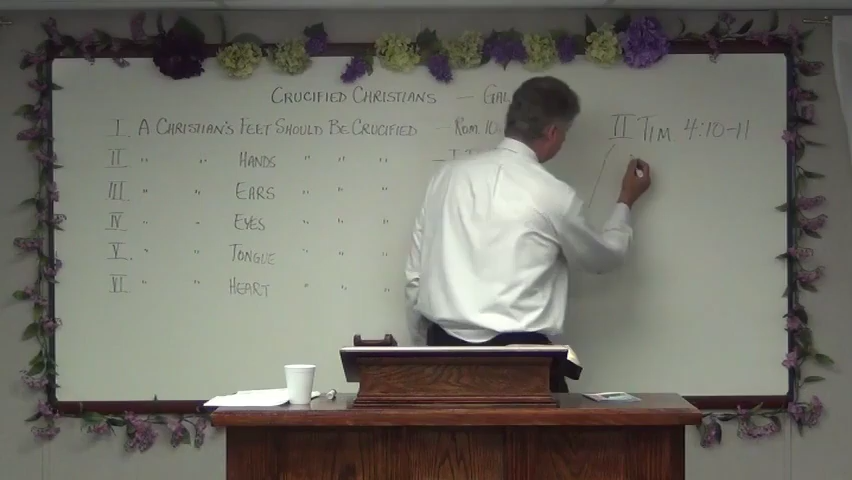 CRUCIFIED CHRISTIANS — GAL
I A CHRISTIAN'S FEET SHOULD BE CRUCIFIED — ROM. 10
II " " HANDS " " " — I
III " " EARS " " "
IV " " EYES " " "
V. " " TONGUE " " "
VI " " HEART " " "
II TIM. 4:10-11